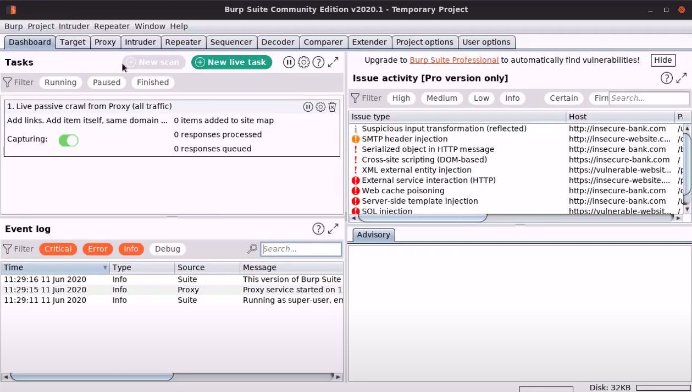 Burp Suite Community Edition v2020.1 - Temporary Project
Burp Project Intruder Repeater Window Help
Dashboard Target Proxy Intruder Repeater Sequencer Decoder Comparer Extender Project options User options
Tasks
New scan
New live task
Filter Running Paused Finished
1. Live passive crawl from Proxy (all traffic)
Add links. Add item itself, same domain ... 0 items added to site map
Capturing:
0 responses processed
0 responses queued
Event log
Filter Critical Error Info Debug Search...
Time Type Source Message
11:29:16 11 Jun 2020 Info Suite This version of Burp Suite
11:29:15 11 Jun 2020 Info Proxy Proxy service started on 1
11:29:11 11 Jun 2020 Info Suite Running as super-user, en
Upgrade to Burp Suite Professional to automatically find vulnerabilities! Hide
Issue activity [Pro version only]
Filter High Medium Low Info Certain Firm Search...
Issue type Host P.
Suspicious input transformation (reflected) http://insecure-bank.com
SMTP header injection http://insecure-website.c...
Serialized object in HTTP message http://insecure-bank.com
Cross-site scripting (DOM-based) https://insecure-bank.com /
XML external entity injection https://vulnerable-websit...
External service interaction (HTTP) https://insecure-website....
Web cache poisoning http://insecure-bank.com
Server-side template injection http://insecure-bank.com
SQL injection https://vulnerable-websit...
Advisory
Disk: 32KB